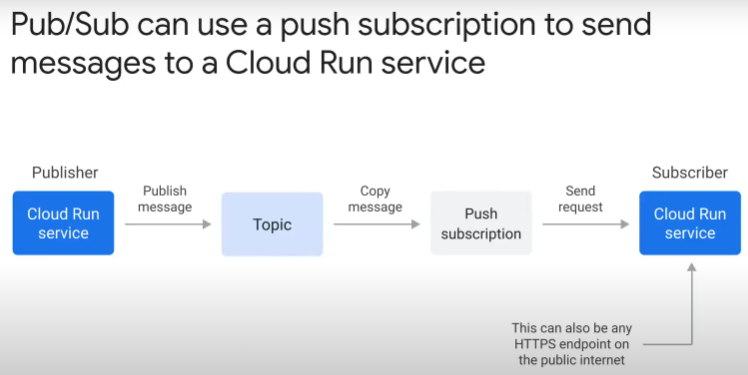 Pub/Sub can use a push subscription to send
messages to a Cloud Run service
Publisher
Cloud Run
service
Publish
message
Topic
Copy
message
Push
subscription
Send
request
Subscriber
Cloud Run
service
This can also be any
HTTPS endpoint on
the public internet